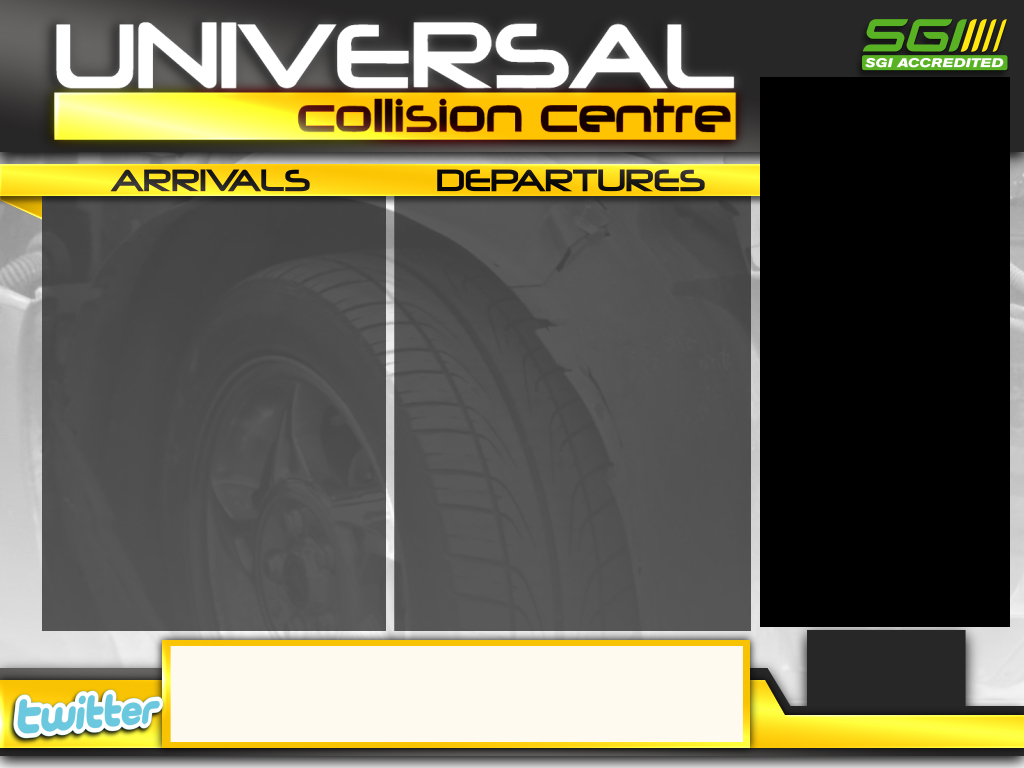 UNIVERSAL
collision centre
SGI
SGI ACCREDITED
ARRIVALS
DEPARTURES
twitter